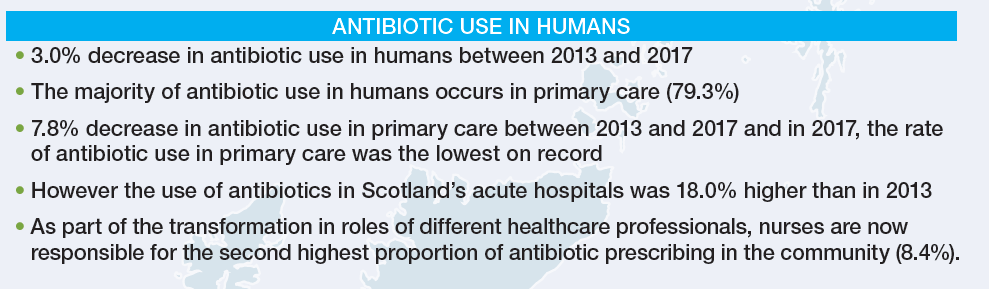 ANTIBIOTIC USE IN HUMANS
• 3.0% decrease in antibiotic use in humans between 2013 and 2017
• The majority of antibiotic use in humans occurs in primary care (79.3%)
• 7.8% decrease in antibiotic use in primary care between 2013 and 2017 and in 2017, the rate
of antibiotic use in primary care was the lowest on record
• However the use of antibiotics in Scotland’s acute hospitals was 18.0% higher than in 2013
• As part of the transformation in roles of different healthcare professionals, nurses are now
responsible for the second highest proportion of antibiotic prescribing in the community (8.4%).